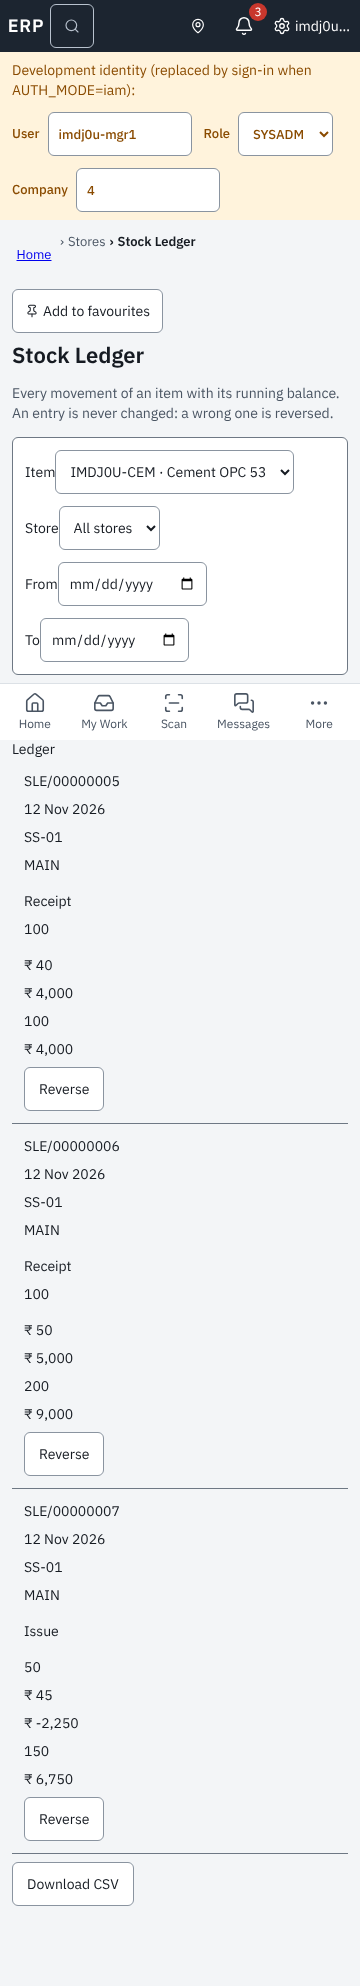 ERP
3
imdj0u...
Development identity (replaced by sign-in when
AUTH_MODE=iam):
User imdj0u-mgr1 Role SYSADM
Company 4
Home › Stores › Stock Ledger
Add to favourites
Stock Ledger
Every movement of an item with its running balance.
An entry is never changed: a wrong one is reversed.
Item IMDJ0U-CEM · Cement OPC 53
Store All stores
From mm/dd/yyyy
To mm/dd/yyyy
Home My Work Scan Messages More
Ledger
SLE/00000005
12 Nov 2026
SS-01
MAIN
Receipt
100
₹ 40
₹ 4,000
100
₹ 4,000
Reverse
SLE/00000006
12 Nov 2026
SS-01
MAIN
Receipt
100
₹ 50
₹ 5,000
200
₹ 9,000
Reverse
SLE/00000007
12 Nov 2026
SS-01
MAIN
Issue
50
₹ 45
₹ -2,250
150
₹ 6,750
Reverse
Download CSV